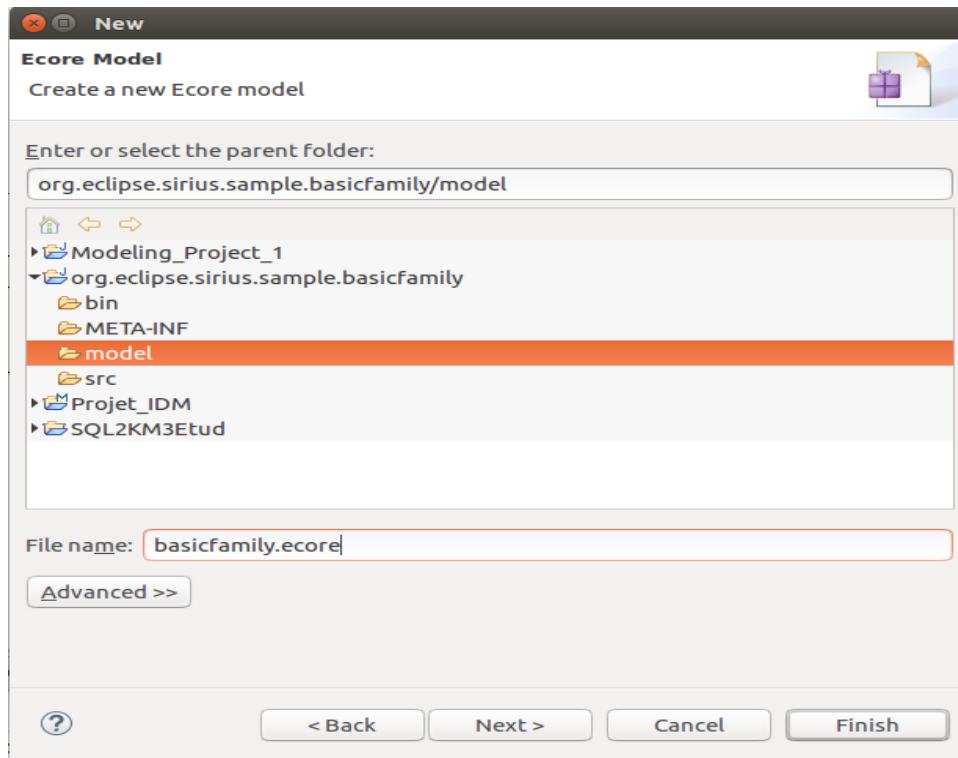 New
Ecore Model
Create a new Ecore model
Enter or select the parent folder:
org.eclipse.sirius.sample.basicfamily/model
Modeling_Project_1
org.eclipse.sirius.sample.basicfamily
bin
META-INF
model
src
Projet_IDM
SQL2KM3Etud
File name: basicfamily.ecore
Advanced >>
? < Back Next > Cancel Finish